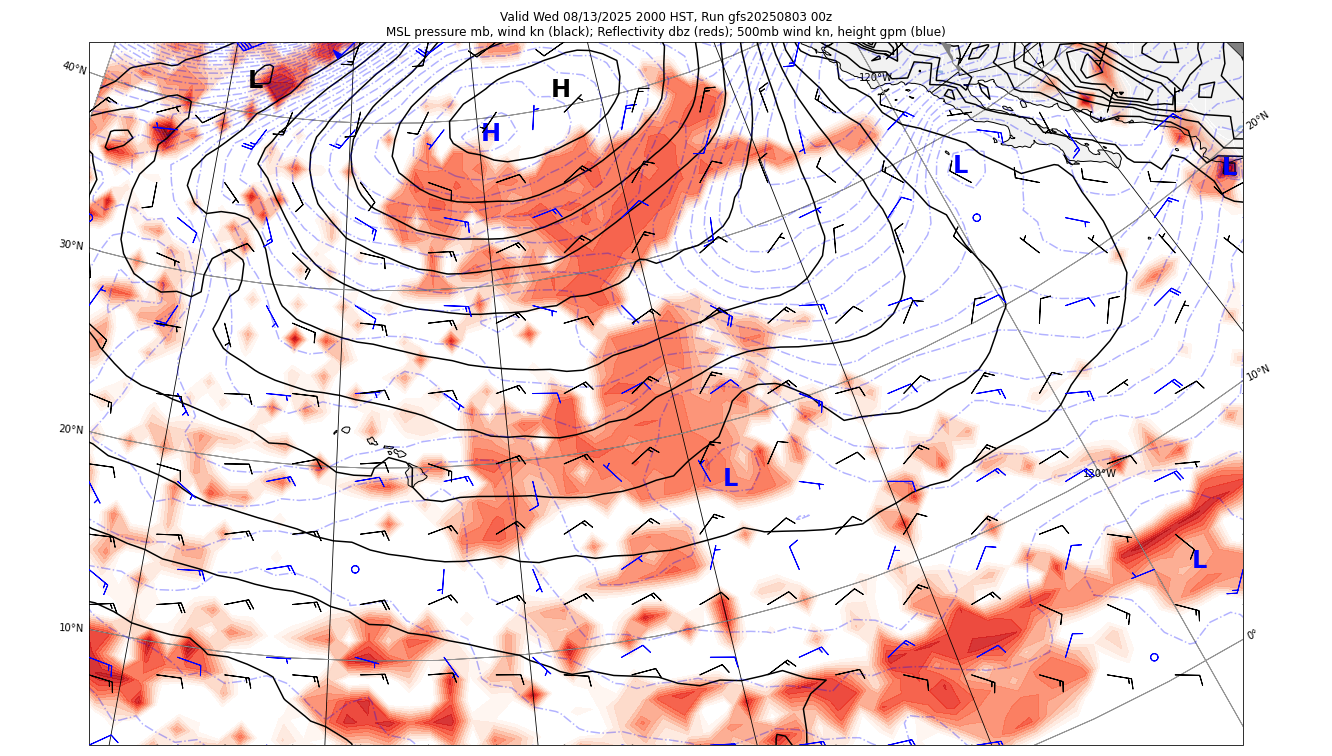 Valid Wed 08/13/2025 2000 HST, Run gfs20250803 00z
MSL pressure mb, wind kn (black); Reflectivity dbz (reds); 500mb wind kn, height gpm (blue)
40°N
L
H
120°W
20°N
H
L
L
30°N
10°N
20°N
L
120°W
L
10°N
0°